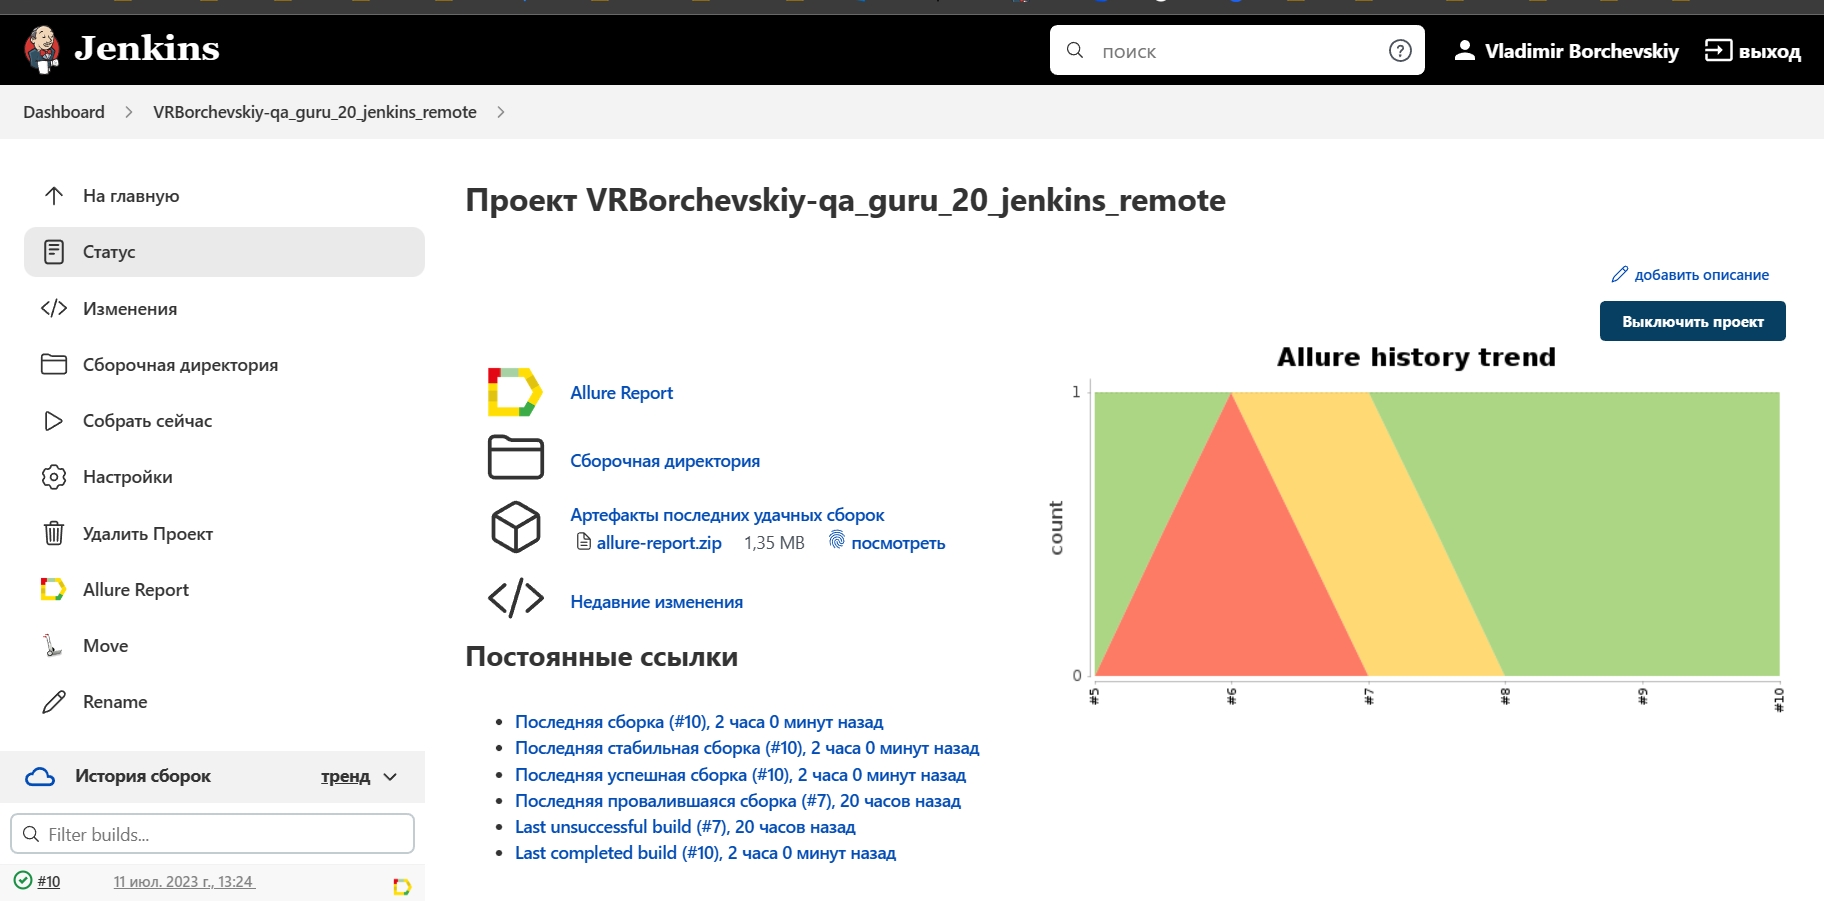 Jenkins
поиск
Vladimir Borchevskiy
выход
Dashboard
VRBorchevskiy-qa_guru_20_jenkins_remote
На главную
Статус
Изменения
Сборочная директория
Собрать сейчас
Настройки
Удалить Проект
Allure Report
Move
Rename
История сборок
тренд
Filter builds...
#10
11 июл. 2023 г., 13:24
Проект VRBorchevskiy-qa_guru_20_jenkins_remote
добавить описание
Выключить проект
Allure Report
Сборочная директория
Артефакты последних удачных сборок
allure-report.zip 1,35 MB посмотреть
Недавние изменения
Allure history trend
count
1
0
#5
#6
#7
#8
#9
#10
Постоянные ссылки
Последняя сборка (#10), 2 часа 0 минут назад
Последняя стабильная сборка (#10), 2 часа 0 минут назад
Последняя успешная сборка (#10), 2 часа 0 минут назад
Последняя провалившаяся сборка (#7), 20 часов назад
Last unsuccessful build (#7), 20 часов назад
Last completed build (#10), 2 часа 0 минут назад